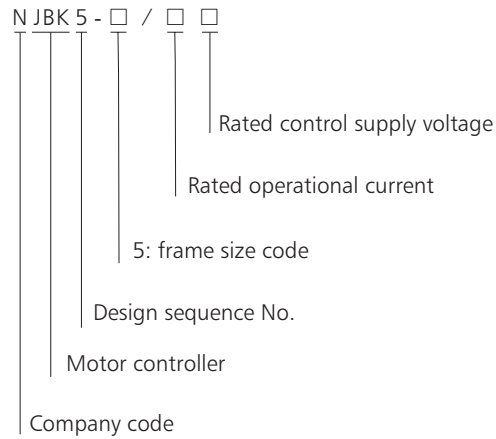 N JBK 5 - □ / □ □
Rated control supply voltage
Rated operational current
5: frame size code
Design sequence No.
Motor controller
Company code